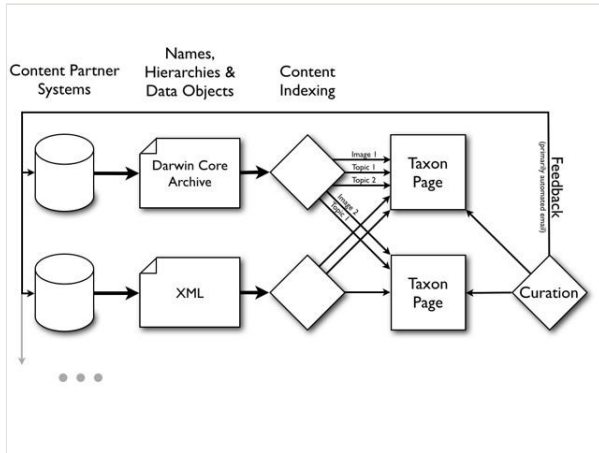 Content Partner
Systems
Names,
Hierarchies &
Data Objects
Content
Indexing
Darwin Core
Archive
Image 1
Topic 1
Topic 2
Image 2
Topic 1
Taxon
Page
Feedback
(primarily automated email)
XML
Taxon
Page
Curation